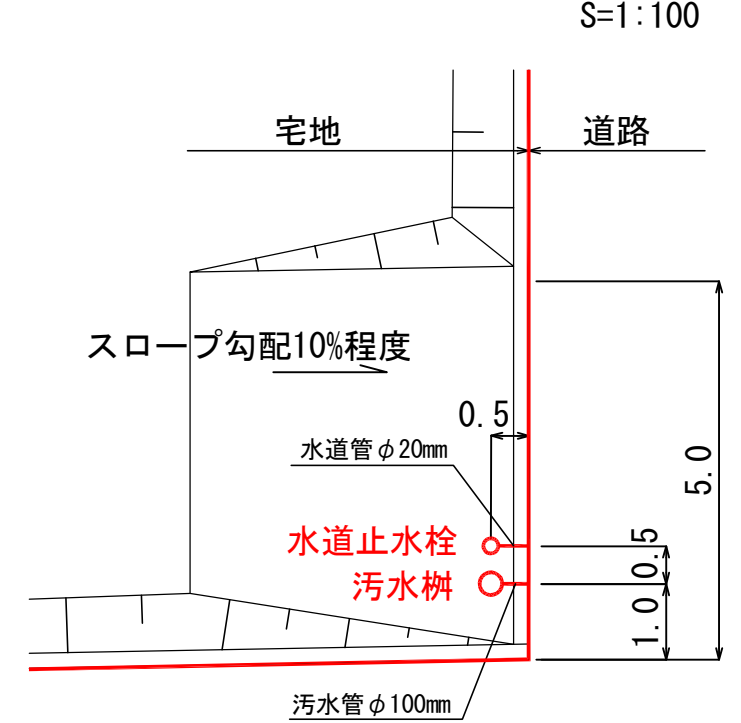 S=1:100
宅地
道路
スロープ勾配10%程度
0.5
水道管φ20mm
5.0
水道止水栓
0.5
汚水桝
1.0
汚水管φ100mm